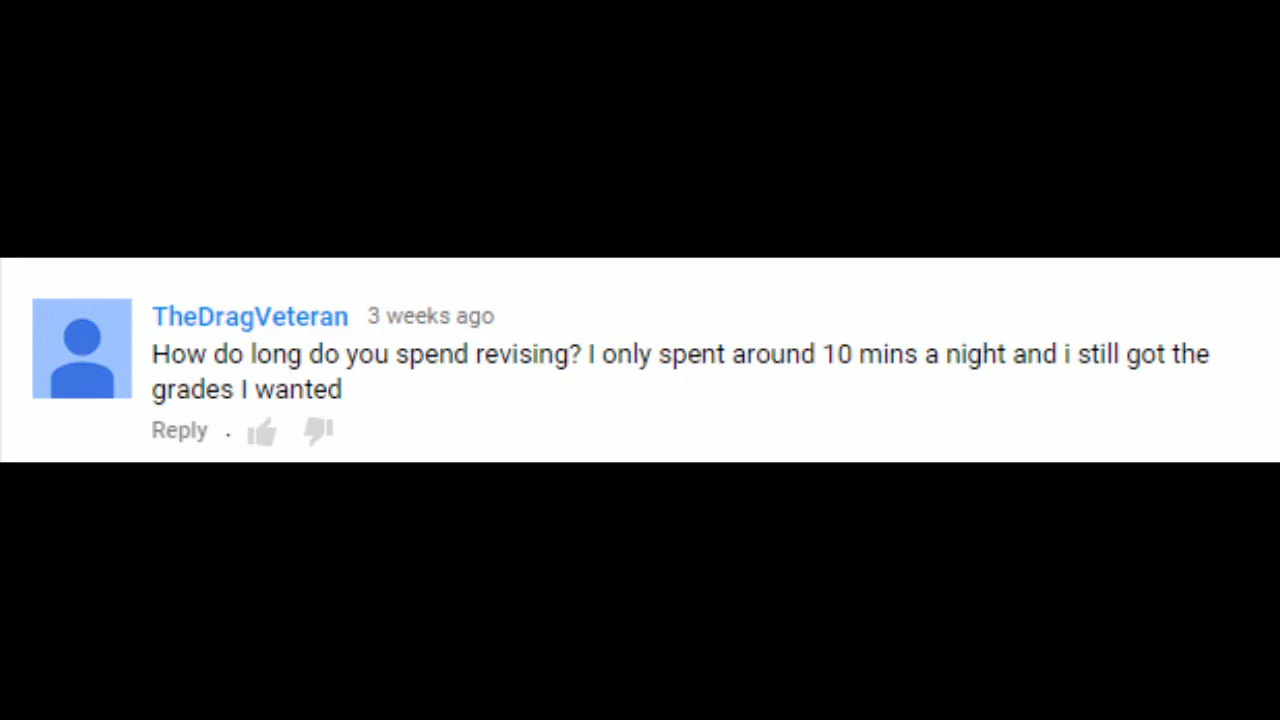 TheDragVeteran 3 weeks ago
How do long do you spend revising? I only spent around 10 mins a night and i still got the
grades I wanted
Reply .